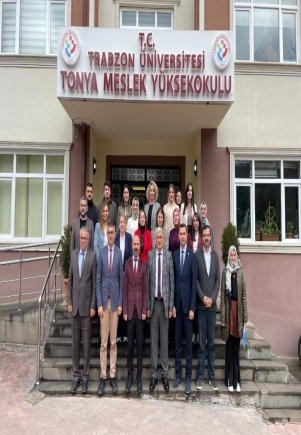 T.C.
TRABZON ÜNİVERSİTESİ
TONYA MESLEK YÜKSEKOKULU